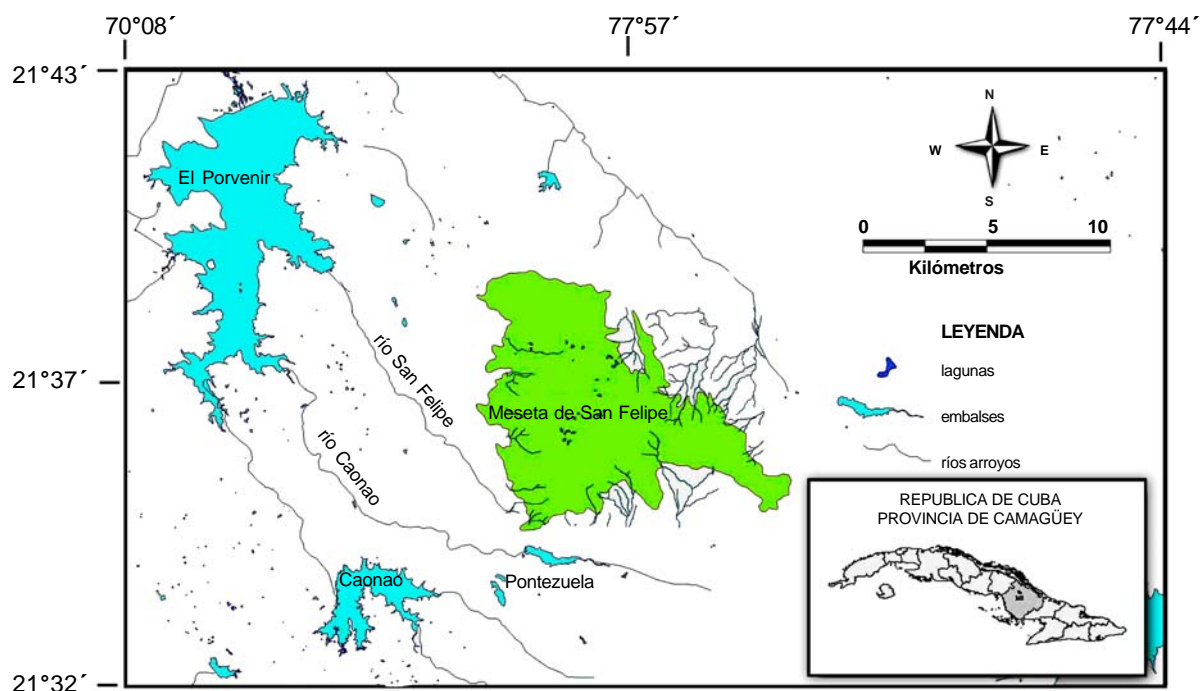 70°08´ 77°57´ 77°44´
21°43´
N
W E
S
El Porvenir
0 5 10
Kilómetros
LEYENDA
lagunas
río San Felipe
21°37´
Meseta de San Felipe
embalses
río Caonao
ríos arroyos
REPUBLICA DE CUBA
PROVINCIA DE CAMAGÜEY
Caonao
Pontezuela
21°32´